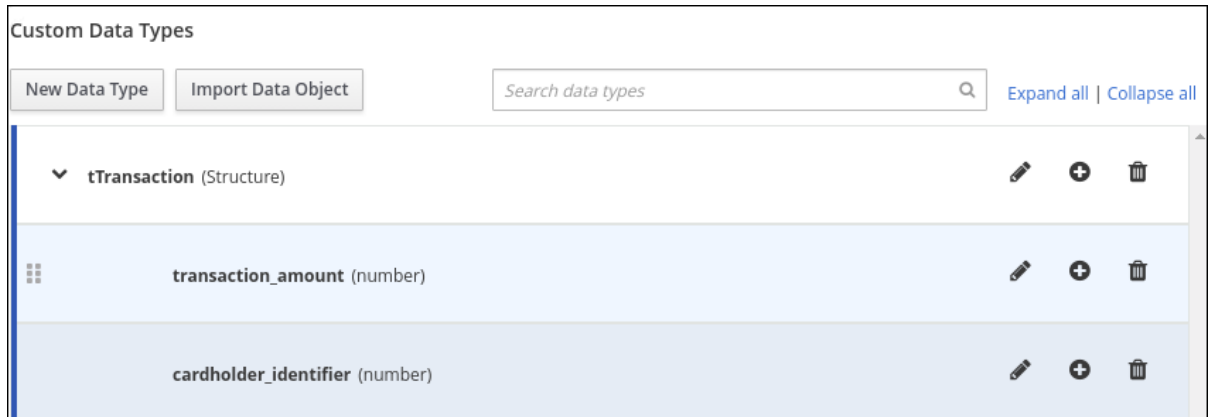 Custom Data Types
New Data Type Import Data Object Search data types Expand all | Collapse all
tTransaction (Structure)
transaction_amount (number)
cardholder_identifier (number)